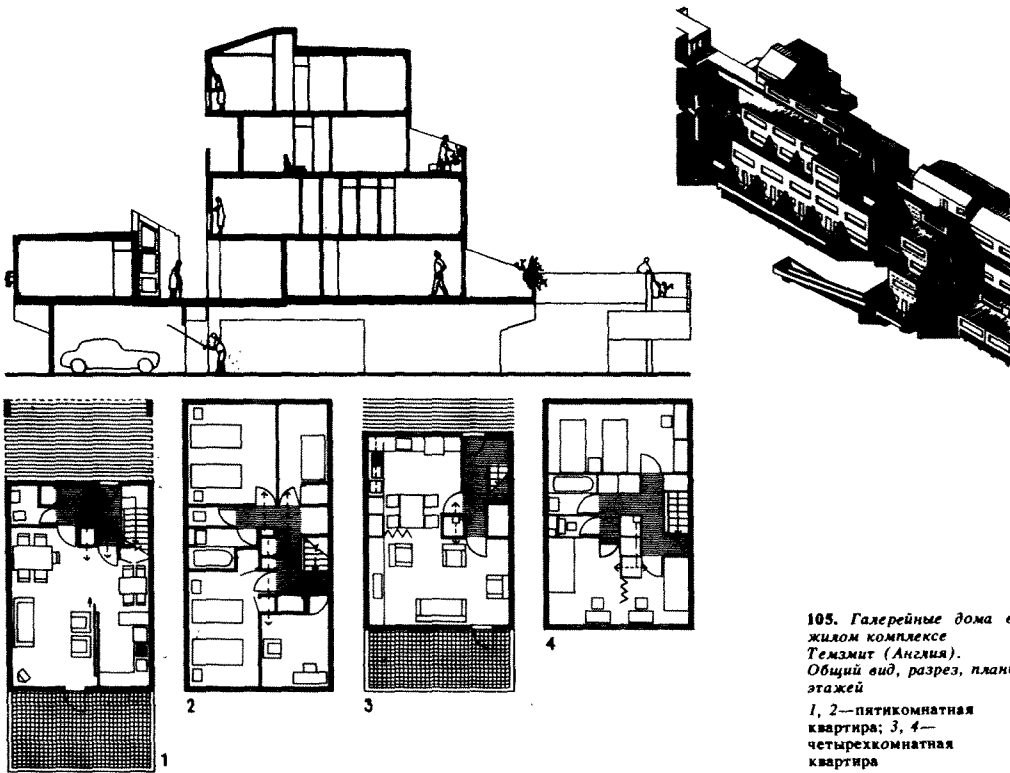 1
2
3
4
105. Галерейные дома в
жилом комплексе
Темзмит (Англия).
Общий вид, разрез, планы
этажей
1, 2—пятикомнатная
квартира; 3, 4—
четырехкомнатная
квартира